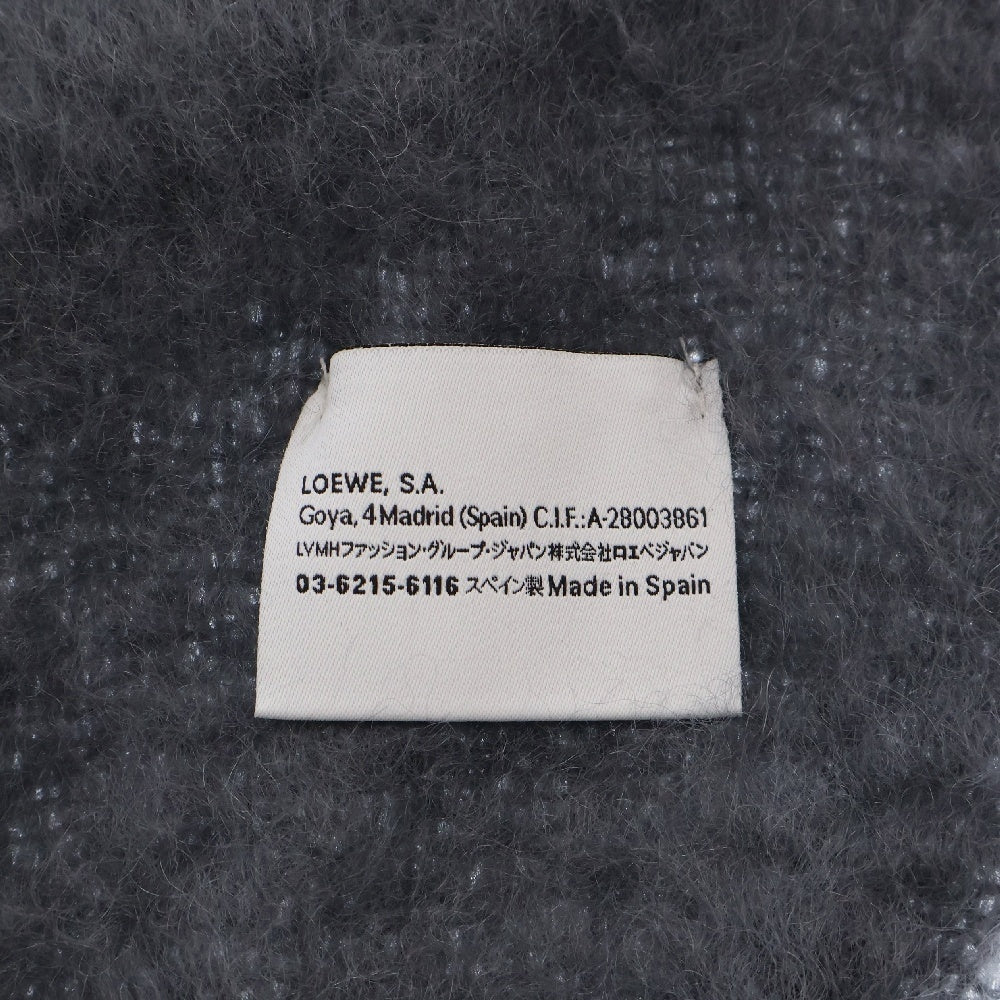 LOEWE, S.A.
Goya, 4 Madrid (Spain) C.I.F.:A-28003861
LVMHファッション・グループ・ジャパン株式会社ロエベジャパン
03-6215-6116 スペイン製 Made in Spain